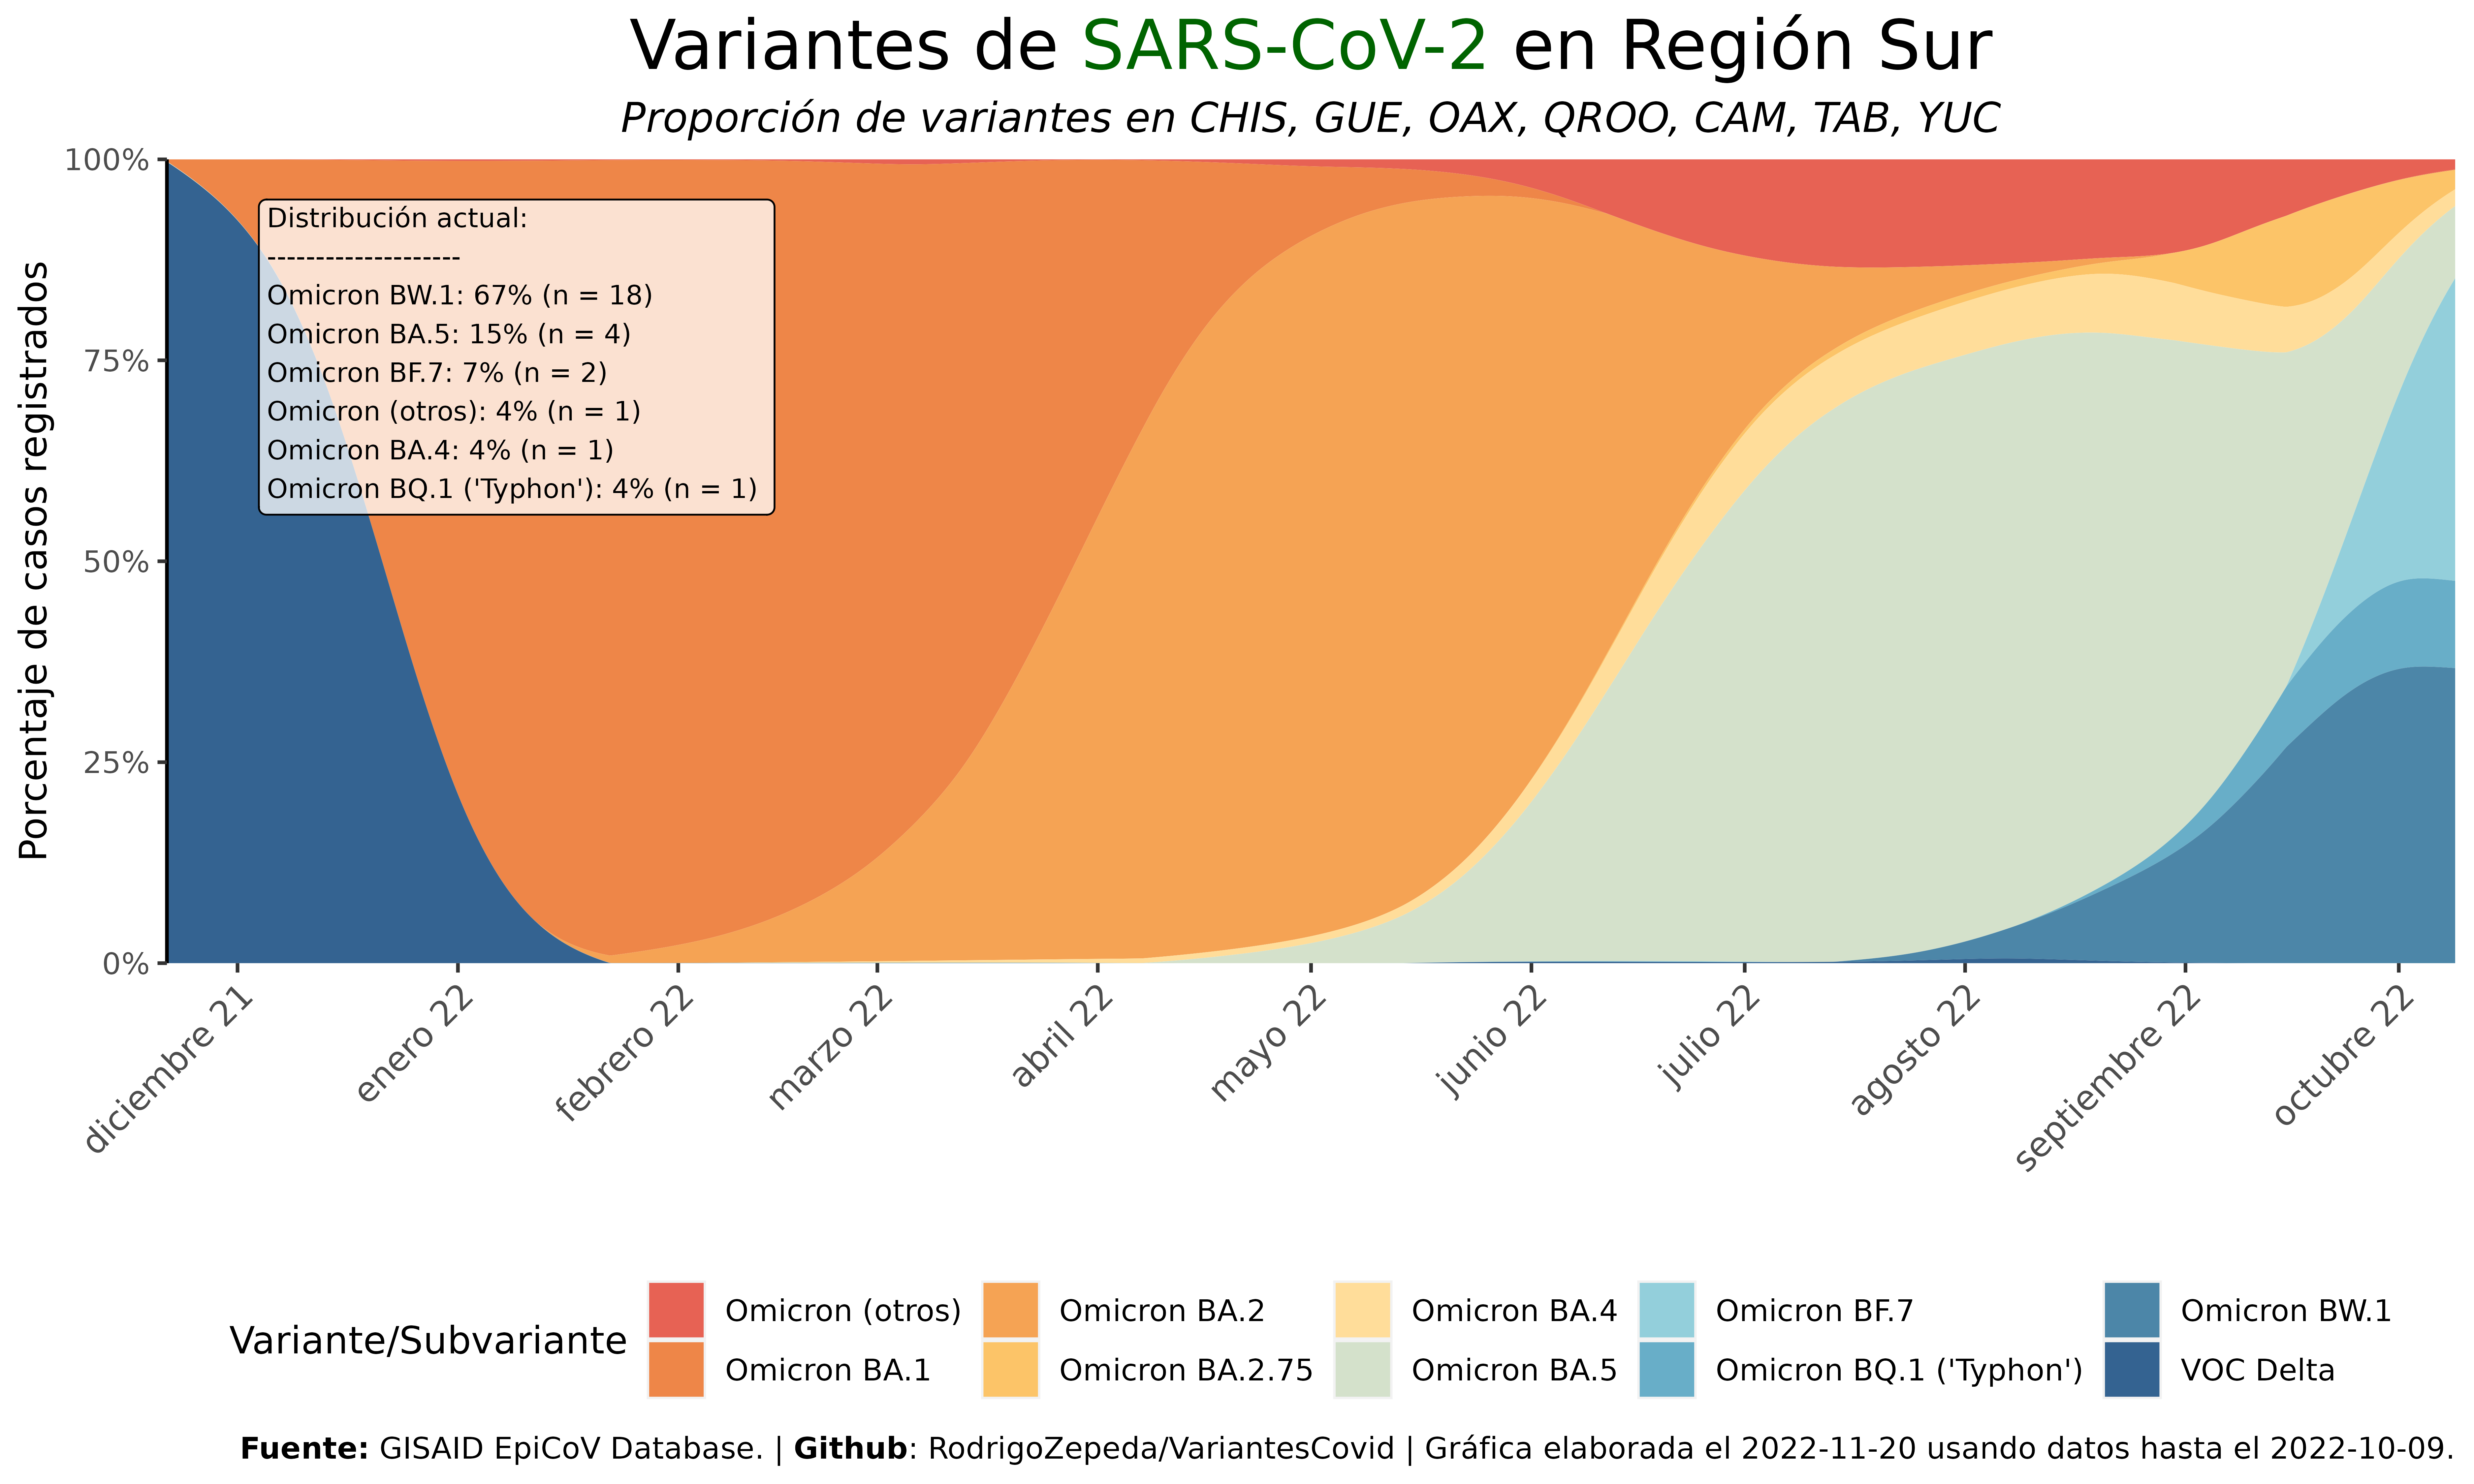 Variantes de SARS-CoV-2 en Región Sur
Proporción de variantes en CHIS, GUE, OAX, QROO, CAM, TAB, YUC
Porcentaje de casos registrados
100%
75%
50%
25%
0%
Distribución actual:
--------------------
Omicron BW.1: 67% (n = 18)
Omicron BA.5: 15% (n = 4)
Omicron BF.7: 7% (n = 2)
Omicron (otros): 4% (n = 1)
Omicron BA.4: 4% (n = 1)
Omicron BQ.1 ('Typhon'): 4% (n = 1)
diciembre 21
enero 22
febrero 22
marzo 22
abril 22
mayo 22
junio 22
julio 22
agosto 22
septiembre 22
octubre 22
Variante/Subvariante
Omicron (otros)
Omicron BA.1
Omicron BA.2
Omicron BA.2.75
Omicron BA.4
Omicron BA.5
Omicron BF.7
Omicron BQ.1 ('Typhon')
Omicron BW.1
VOC Delta
Fuente: GISAID EpiCoV Database. | Github: RodrigoZepeda/VariantesCovid | Gráfica elaborada el 2022-11-20 usando datos hasta el 2022-10-09.